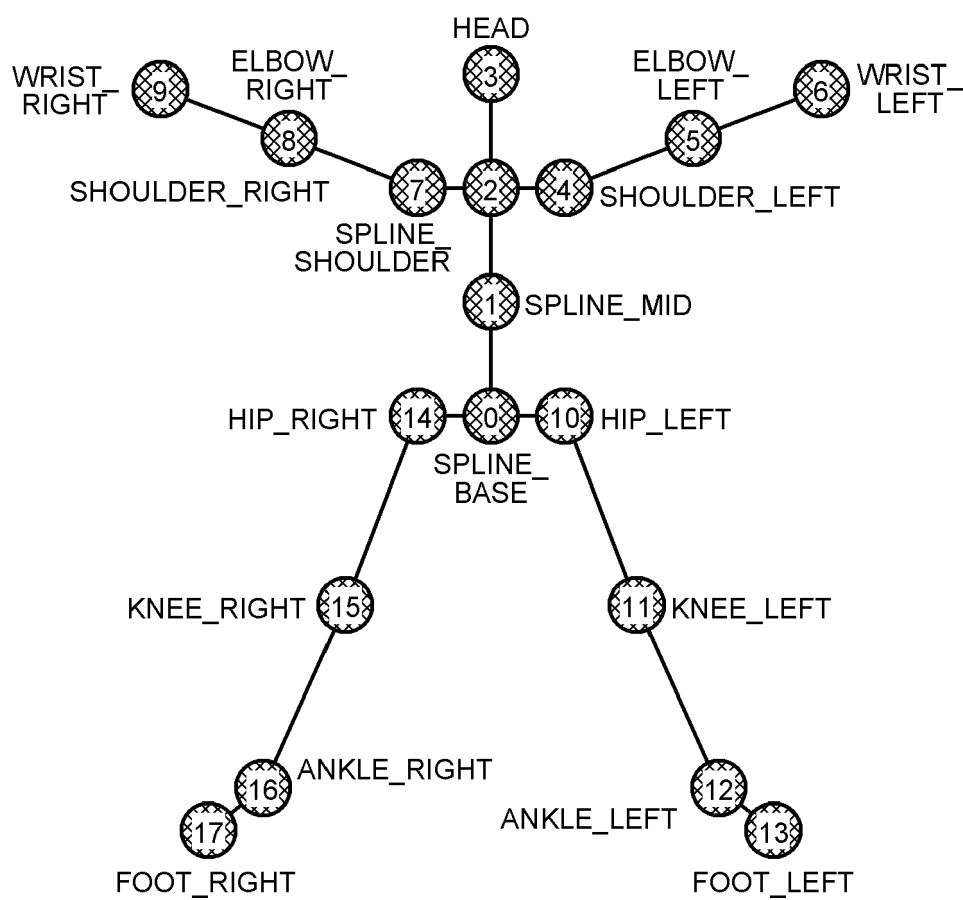 HEAD
3
WRIST_
RIGHT
9
ELBOW_
RIGHT
8
ELBOW_
LEFT
5
6
WRIST_
LEFT
SHOULDER_RIGHT
7
2
4
SHOULDER_LEFT
SPLINE_
SHOULDER
1
SPLINE_MID
HIP_RIGHT
14
0
10
HIP_LEFT
SPLINE_
BASE
KNEE_RIGHT
15
11
KNEE_LEFT
16
ANKLE_RIGHT
17
FOOT_RIGHT
ANKLE_LEFT
12
13
FOOT_LEFT